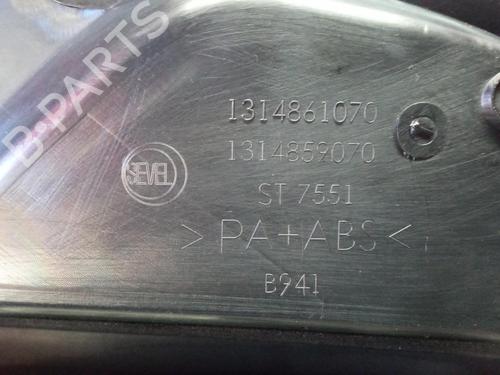 B-PARTS
1314861070
1314859070
SEVEL
ST 7551
>PA+ABS<
B941